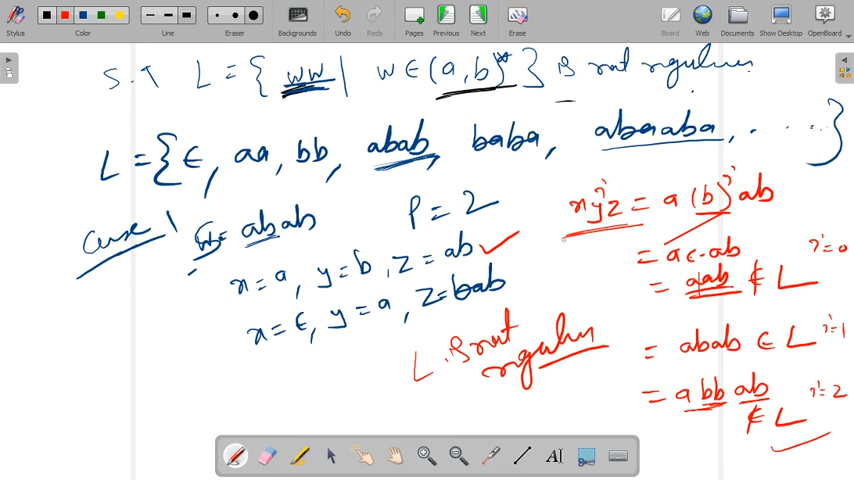 Stylus
Color
Line
Eraser
Backgrounds
Undo
Redo
Pages
Previous
Next
Erase
Board
Web
Documents
Show Desktop
OpenBoard
S.T L = { ww | w ∈ (a,b)* } is not regular
L = { ε, aa, bb, abab, baba, abaaba, ..... }
Case 1
w = abab
P = 2
x = a, y = b, z = ab ✓
x = ε, y = a, z = bab
L is not regular
xyⁱz = a (b)ⁱ ab
= a ε ab i=0
= aab ∉ L
= abab ∈ L i=1
= abbab ∉ L i=2